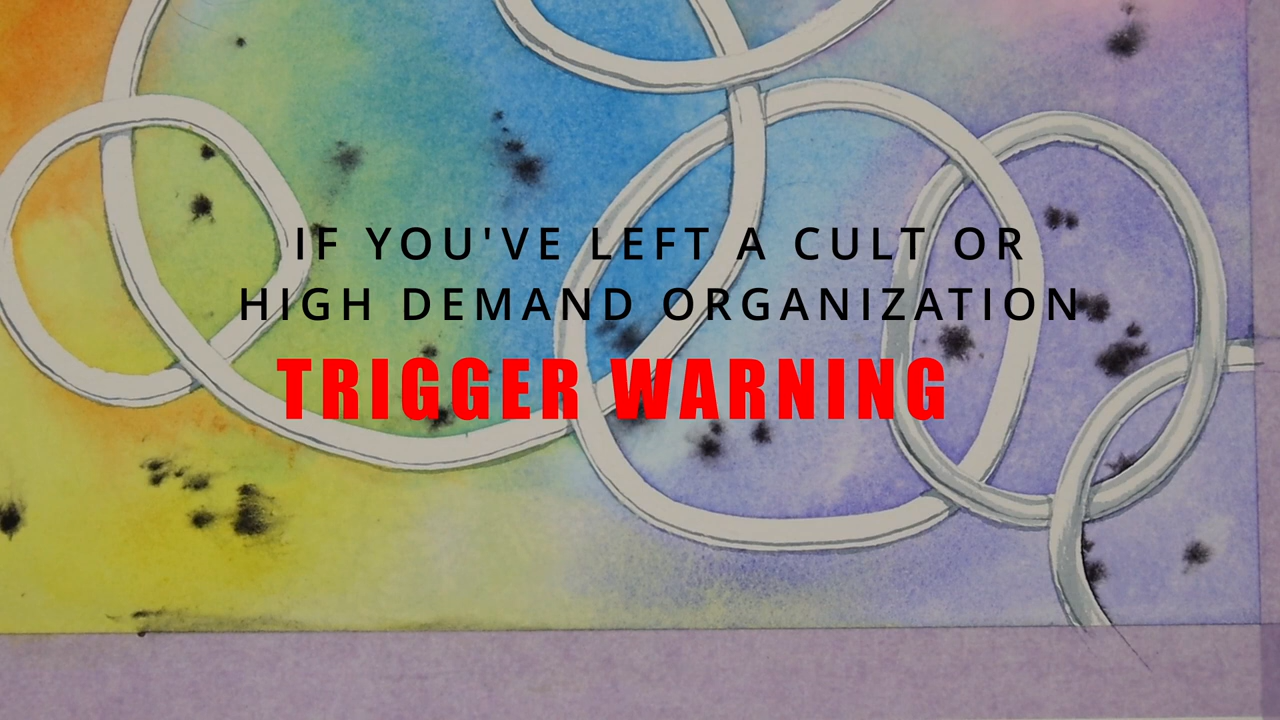 IF YOU'VE LEFT A CULT OR
HIGH DEMAND ORGANIZATION
TRIGGER WARNING